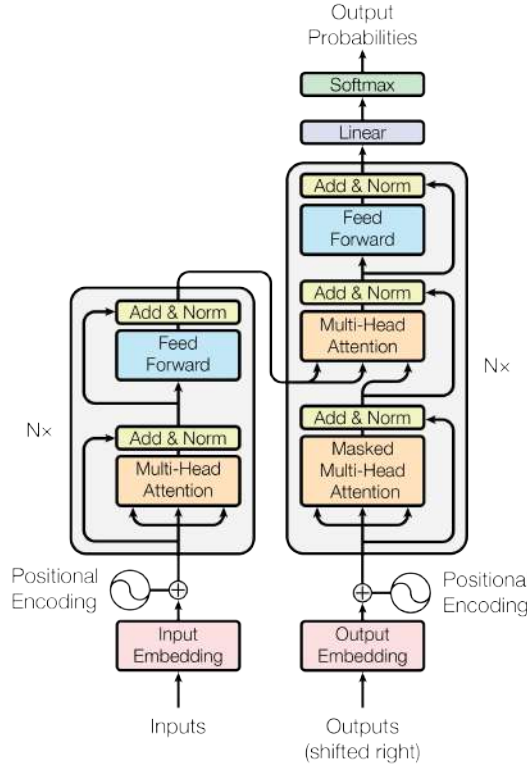 Output
Probabilities
Softmax
Linear
Add & Norm
Feed
Forward
Add & Norm
Multi-Head
Attention
Add & Norm
Masked
Multi-Head
Attention
N×
Add & Norm
Feed
Forward
Add & Norm
Multi-Head
Attention
N×
Positional
Encoding
Positiona
Encoding
Input
Embedding
Output
Embedding
Inputs
Outputs
(shifted right)